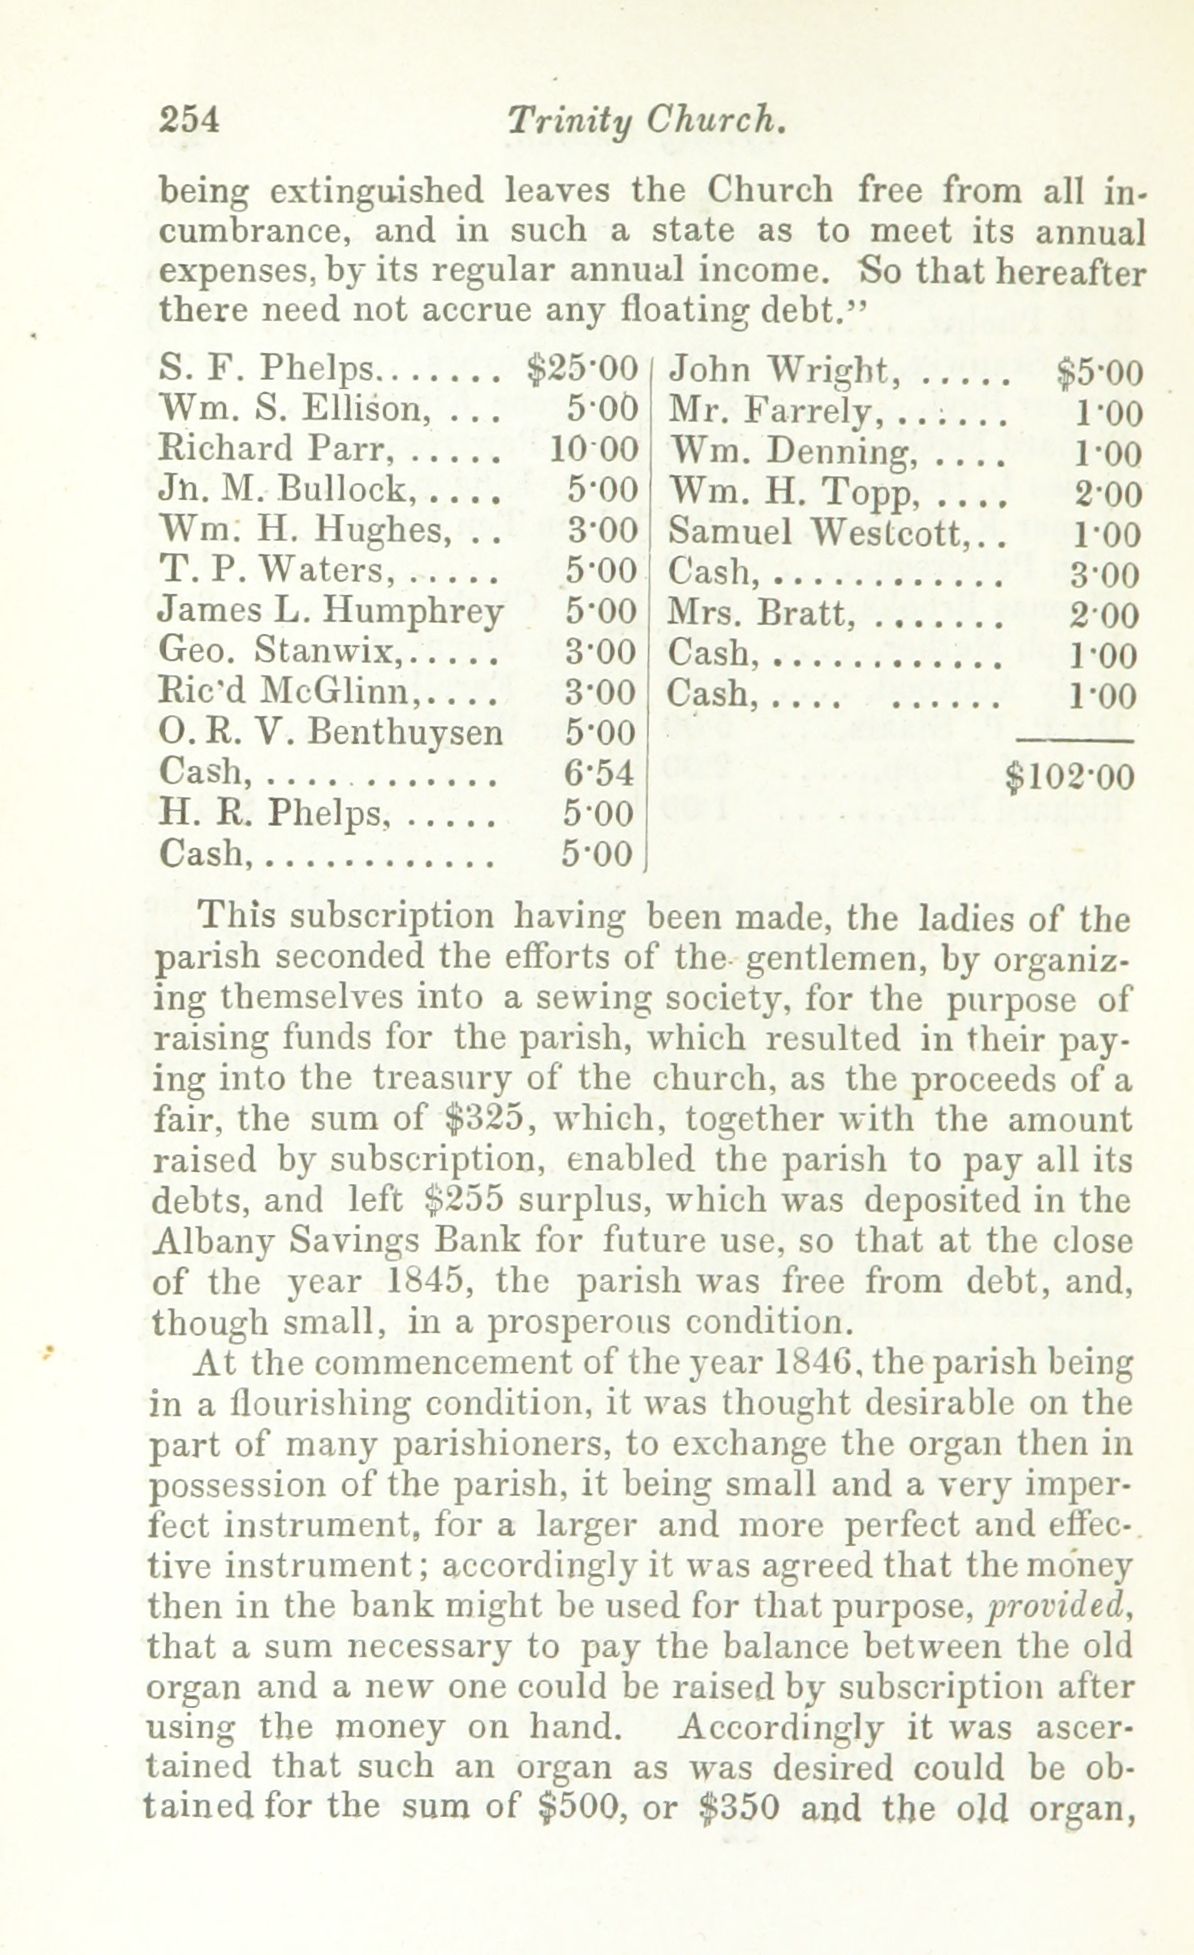 254 Trinity Church.
being extinguished leaves the Church free from all in-
cumbrance, and in such a state as to meet its annual
expenses, by its regular annual income. So that hereafter
there need not accrue any floating debt."
S. F. Phelps........ $25·00
Wm. S. Ellison, ... 5·00
Richard Parr, ..... 10·00
Jn. M. Bullock, .... 5·00
Wm. H. Hughes, .. 3·00
T. P. Waters, ..... 5·00
James L. Humphrey 5·00
Geo. Stanwix,..... 3·00
Ric'd McGlinn,.... 3·00
O. R. V. Benthuysen 5·00
Cash, ........... 6·54
H. R. Phelps, ..... 5·00
Cash, ............ 5·00
John Wright, ..... $5·00
Mr. Farrely, ....... 1·00
Wm. Denning, .... 1·00
Wm. H. Topp, .... 2·00
Samuel Westcott,.. 1·00
Cash, ............ 3·00
Mrs. Bratt, ....... 2·00
Cash, ............ 1·00
Cash, .... ...... 1·00
$102·00
This subscription having been made, the ladies of the
parish seconded the efforts of the gentlemen, by organiz-
ing themselves into a sewing society, for the purpose of
raising funds for the parish, which resulted in their pay-
ing into the treasury of the church, as the proceeds of a
fair, the sum of $325, which, together with the amount
raised by subscription, enabled the parish to pay all its
debts, and left $255 surplus, which was deposited in the
Albany Savings Bank for future use, so that at the close
of the year 1845, the parish was free from debt, and,
though small, in a prosperous condition.
At the commencement of the year 1846, the parish being
in a flourishing condition, it was thought desirable on the
part of many parishioners, to exchange the organ then in
possession of the parish, it being small and a very imper-
fect instrument, for a larger and more perfect and effec-
tive instrument; accordingly it was agreed that the money
then in the bank might be used for that purpose, provided,
that a sum necessary to pay the balance between the old
organ and a new one could be raised by subscription after
using the money on hand. Accordingly it was ascer-
tained that such an organ as was desired could be ob-
tained for the sum of $500, or $350 and the old organ,